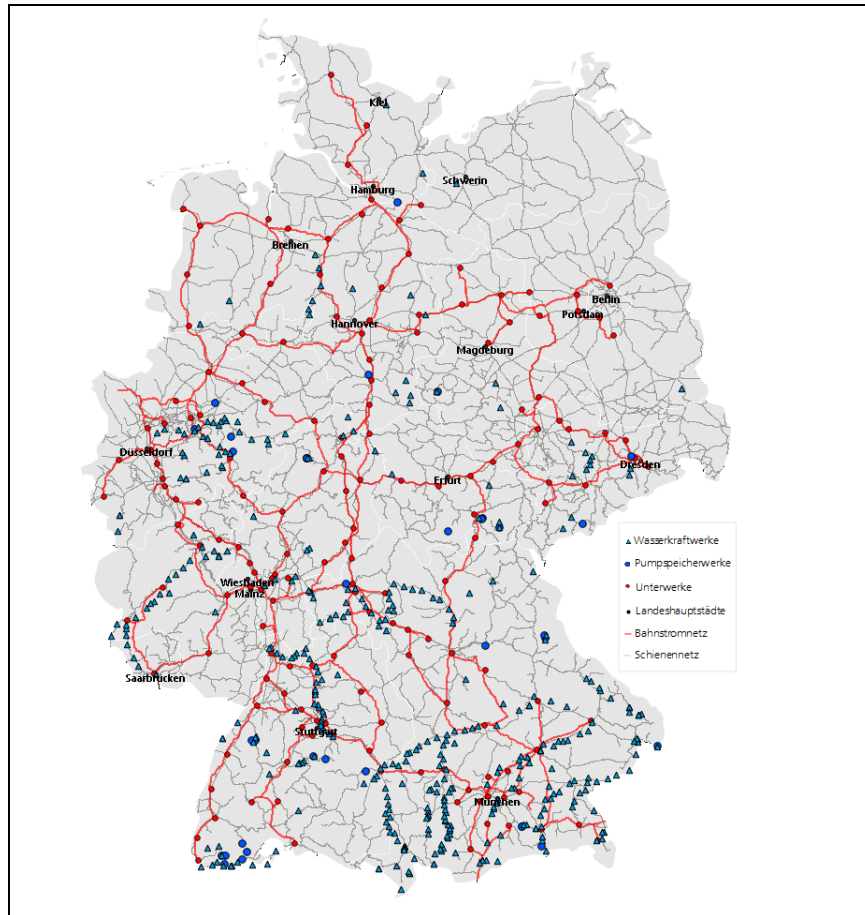 Kiel
Schwerin
Hamburg
Bremen
Berlin
Potsdam
Hannover
Magdeburg
Düsseldorf
Dresden
Erfurt
Wiesbaden
Mainz
Saarbrücken
Stuttgart
München
Wasserkraftwerke
Pumpspeicherwerke
Unterwerke
Landeshauptstädte
Bahnstromnetz
Schienennetz